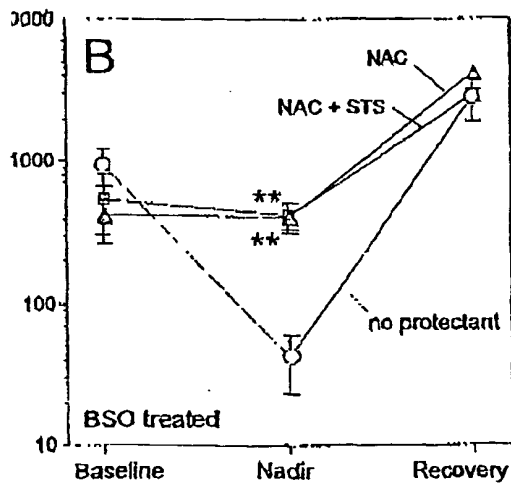 B
NAC
NAC + STS
1000
**
**
100
no protectant
BSO treated
10
Baseline Nadir Recovery